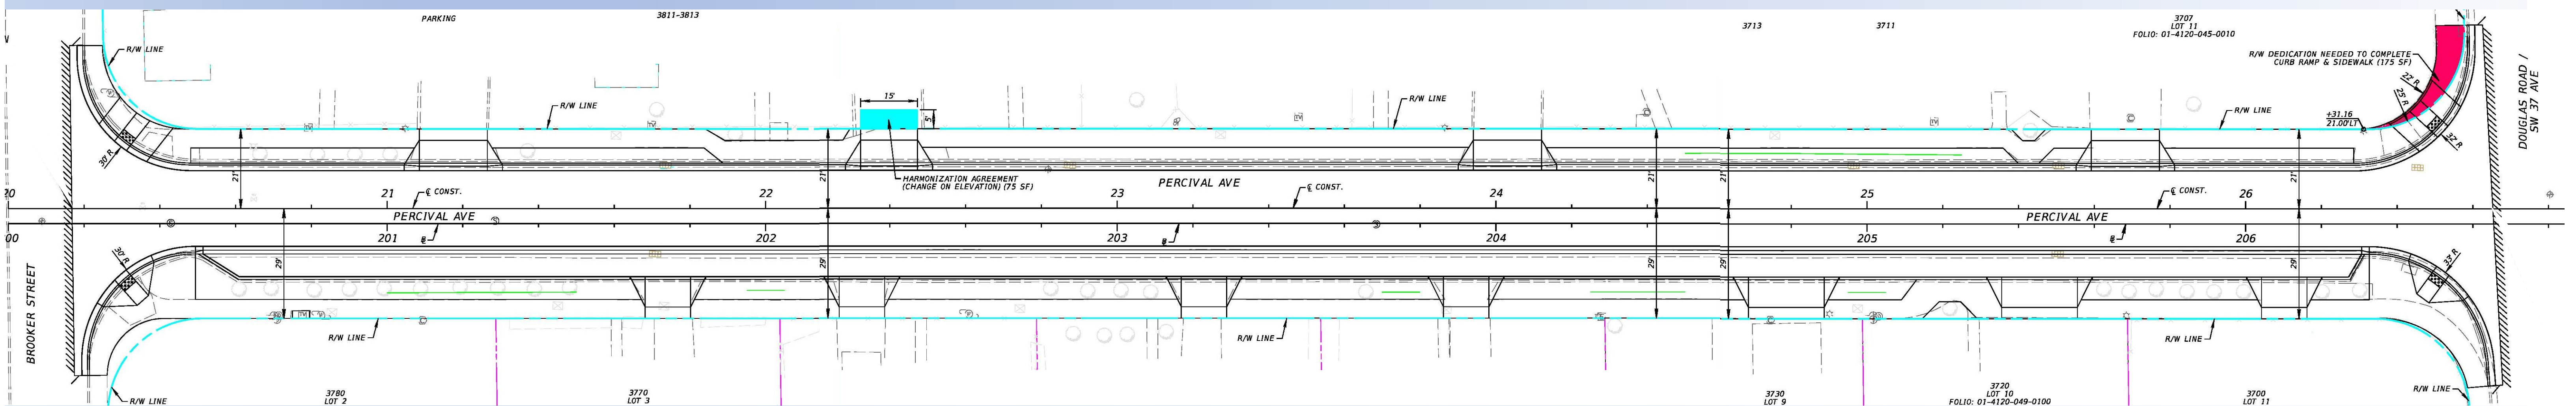 PARKING
3811-3813
3713
3711
3707
LOT 11
FOLIO: 01-4120-045-0010
R/W LINE
R/W DEDICATION NEEDED TO COMPLETE
CURB RAMP & SIDEWALK (175 SF)
DOUGLAS ROAD /
SW 37 AVE
R/W LINE
15'
5'
R/W LINE
R/W LINE
22' R
25' R
+31.16
21.00' LT
32' R
30' R
21'
21'
21'
21'
21'
HARMONIZATION AGREEMENT
(CHANGE ON ELEVATION) (75 SF)
PERCIVAL AVE
20
21
22
23
24
25
26
℄ CONST.
℄ CONST.
℄ CONST.
PERCIVAL AVE
PERCIVAL AVE
00
201
202
203
204
205
206
BROOKER STREET
30' R
29'
29'
29'
29'
29'
33' R
R/W LINE
R/W LINE
R/W LINE
R/W LINE
R/W LINE
3780
LOT 2
3770
LOT 3
3730
LOT 9
3720
LOT 10
FOLIO: 01-4120-049-0100
3700
LOT 11